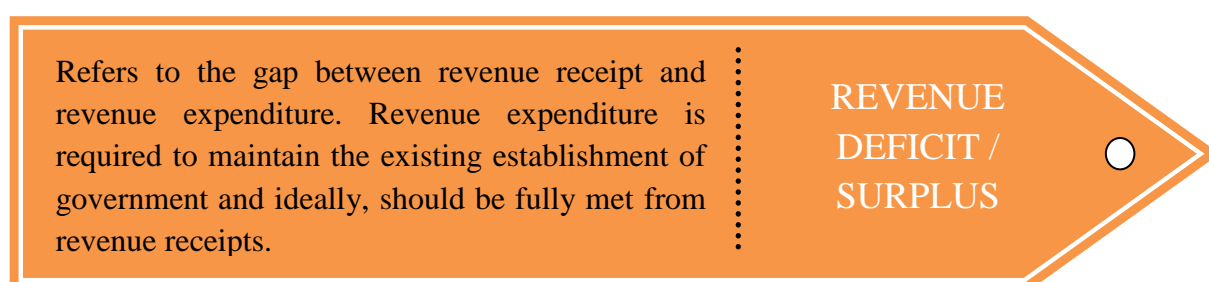 Refers to the gap between revenue receipt and
revenue expenditure. Revenue expenditure is
required to maintain the existing establishment of
government and ideally, should be fully met from
revenue receipts.
REVENUE
DEFICIT /
SURPLUS